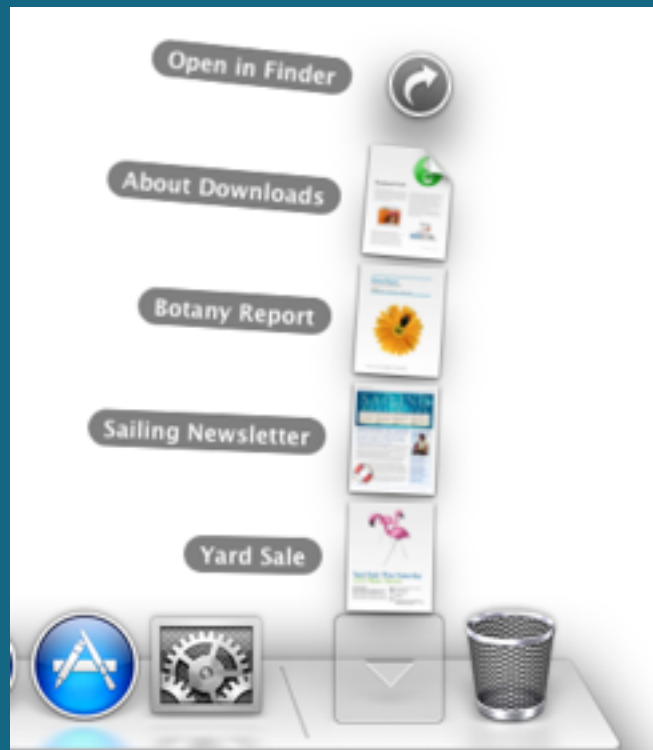 Open in Finder
About Downloads
Botany Report
Sailing Newsletter
Yard Sale